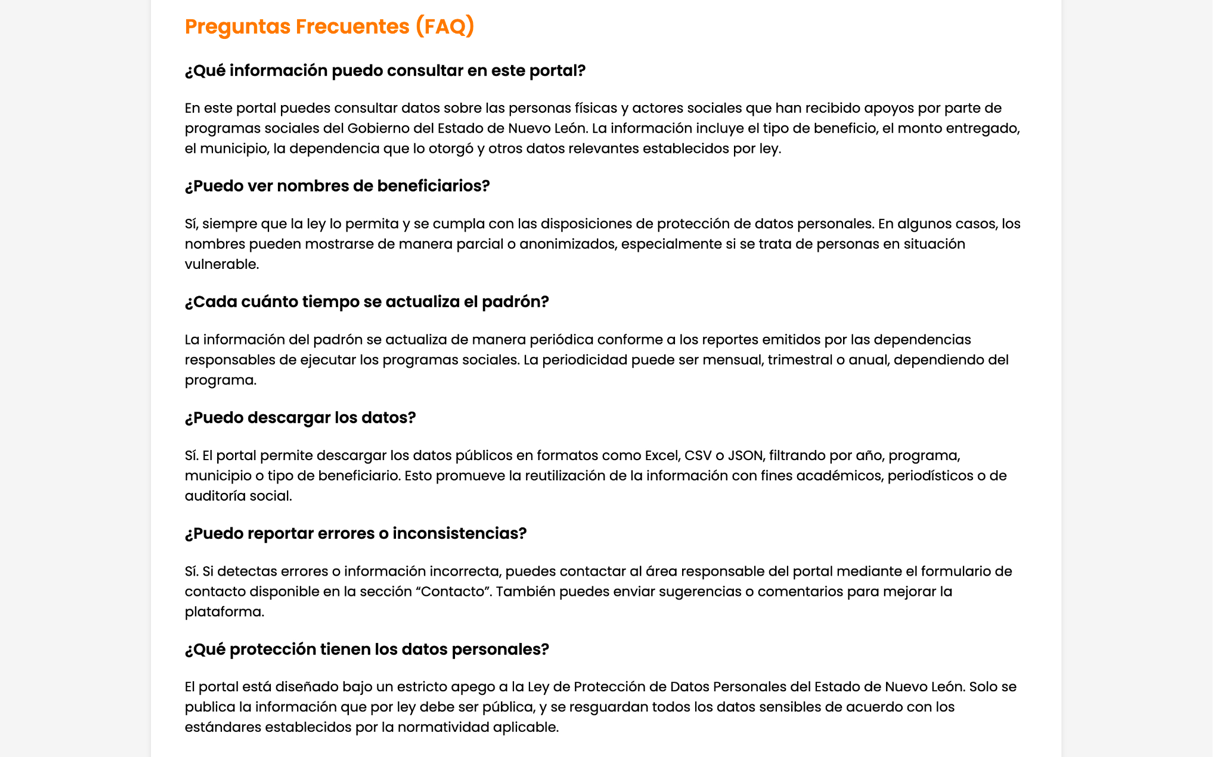 Preguntas Frecuentes (FAQ)
¿Qué información puedo consultar en este portal?
En este portal puedes consultar datos sobre las personas físicas y actores sociales que han recibido apoyos por parte de
programas sociales del Gobierno del Estado de Nuevo León. La información incluye el tipo de beneficio, el monto entregado,
el municipio, la dependencia que lo otorgó y otros datos relevantes establecidos por ley.
¿Puedo ver nombres de beneficiarios?
Sí, siempre que la ley lo permita y se cumpla con las disposiciones de protección de datos personales. En algunos casos, los
nombres pueden mostrarse de manera parcial o anonimizados, especialmente si se trata de personas en situación
vulnerable.
¿Cada cuánto tiempo se actualiza el padrón?
La información del padrón se actualiza de manera periódica conforme a los reportes emitidos por las dependencias
responsables de ejecutar los programas sociales. La periodicidad puede ser mensual, trimestral o anual, dependiendo del
programa.
¿Puedo descargar los datos?
Sí. El portal permite descargar los datos públicos en formatos como Excel, CSV o JSON, filtrando por año, programa,
municipio o tipo de beneficiario. Esto promueve la reutilización de la información con fines académicos, periodísticos o de
auditoría social.
¿Puedo reportar errores o inconsistencias?
Sí. Si detectas errores o información incorrecta, puedes contactar al área responsable del portal mediante el formulario de
contacto disponible en la sección “Contacto”. También puedes enviar sugerencias o comentarios para mejorar la
plataforma.
¿Qué protección tienen los datos personales?
El portal está diseñado bajo un estricto apego a la Ley de Protección de Datos Personales del Estado de Nuevo León. Solo se
publica la información que por ley debe ser pública, y se resguardan todos los datos sensibles de acuerdo con los
estándares establecidos por la normatividad aplicable.